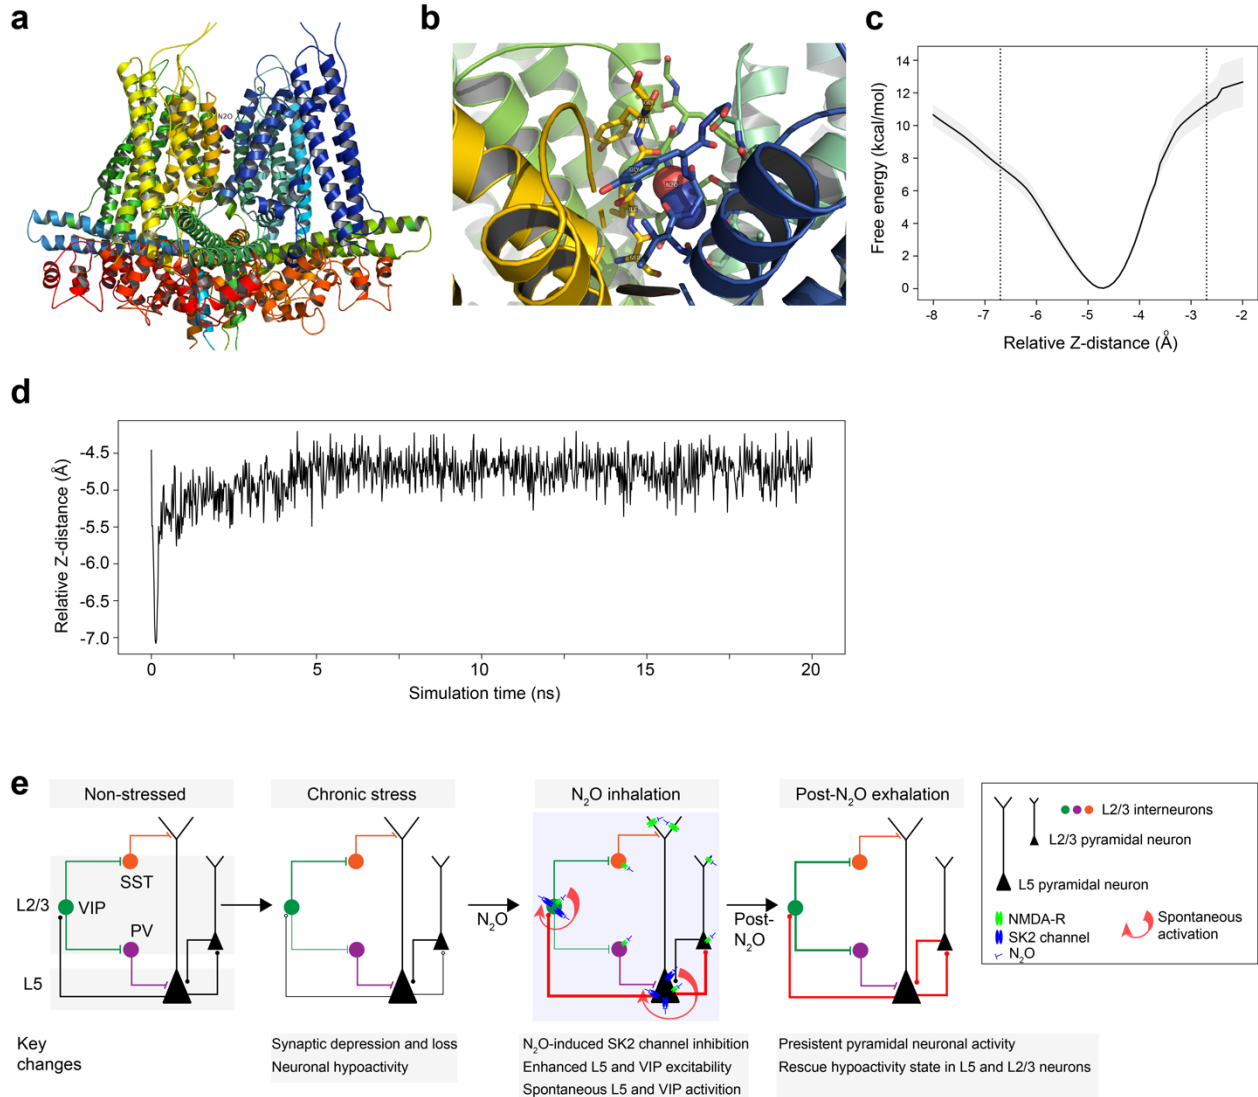 a
N2O
b
N2O
c
Free energy (kcal/mol)
14
12
10
8
6
4
2
0
-8
-7
-6
-5
-4
-3
-2
Relative Z-distance (Å)
d
Relative Z-distance (Å)
-4.5
-5.0
-5.5
-6.0
-6.5
-7.0
0
5
10
15
20
Simulation time (ns)
e
Non-stressed
Chronic stress
N₂O inhalation
Post-N₂O exhalation
L2/3
L5
SST
VIP
PV
N₂O
Post-
N₂O
L2/3 interneurons
L2/3 pyramidal neuron
L5 pyramidal neuron
NMDA-R
SK2 channel
N₂O
Spontaneous
activation
Key
changes
Synaptic depression and loss
Neuronal hypoactivity
N₂O-induced SK2 channel inhibition
Enhanced L5 and VIP excitability
Spontaneous L5 and VIP activition
Presistent pyramidal neuronal activity
Rescue hypoactivity state in L5 and L2/3 neurons